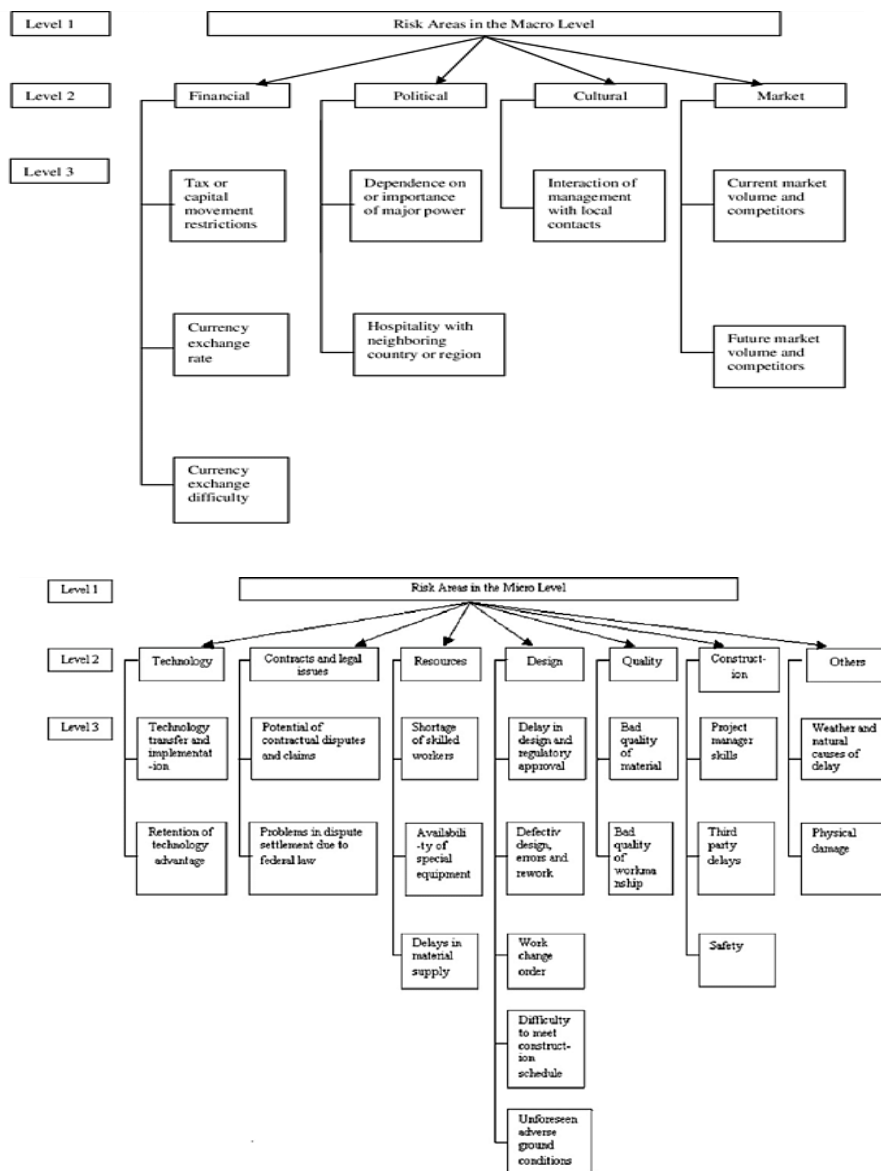 Level 1
Risk Areas in the Macro Level
Level 2
Financial
Political
Cultural
Market
Level 3
Tax or
capital
movement
restrictions
Dependence on
or importance
of major power
Interaction of
management
with local
contacts
Current market
volume and
competitors
Currency
exchange
rate
Hospitality with
neighboring
country or region
Future market
volume and
competitors
Currency
exchange
difficulty
Level 1
Risk Areas in the Micro Level
Level 2
Technology
Contracts and legal
issues
Resources
Design
Quality
Construct-
ion
Others
Level 3
Technology
transfer and
implementat
-ion
Potential of
contractual disputes
and claims
Shortage
of skilled
workers
Delay in
design and
regulatory
approval
Bad
quality
of
material
Project
manager
skills
Weather and
natural
causes of
delay
Retention of
technology
advantage
Problems in dispute
settlement due to
federal law
Availabili
-ty of
special
equipment
Defectiv
design,
errors and
rework
Bad
quality
of
workma
nship
Third
party
delays
Physical
damage
Delays in
material
supply
Work
change
order
Safety
Difficulty
to meet
construct-
ion
schedule
Unforeseen
adverse
ground
conditions